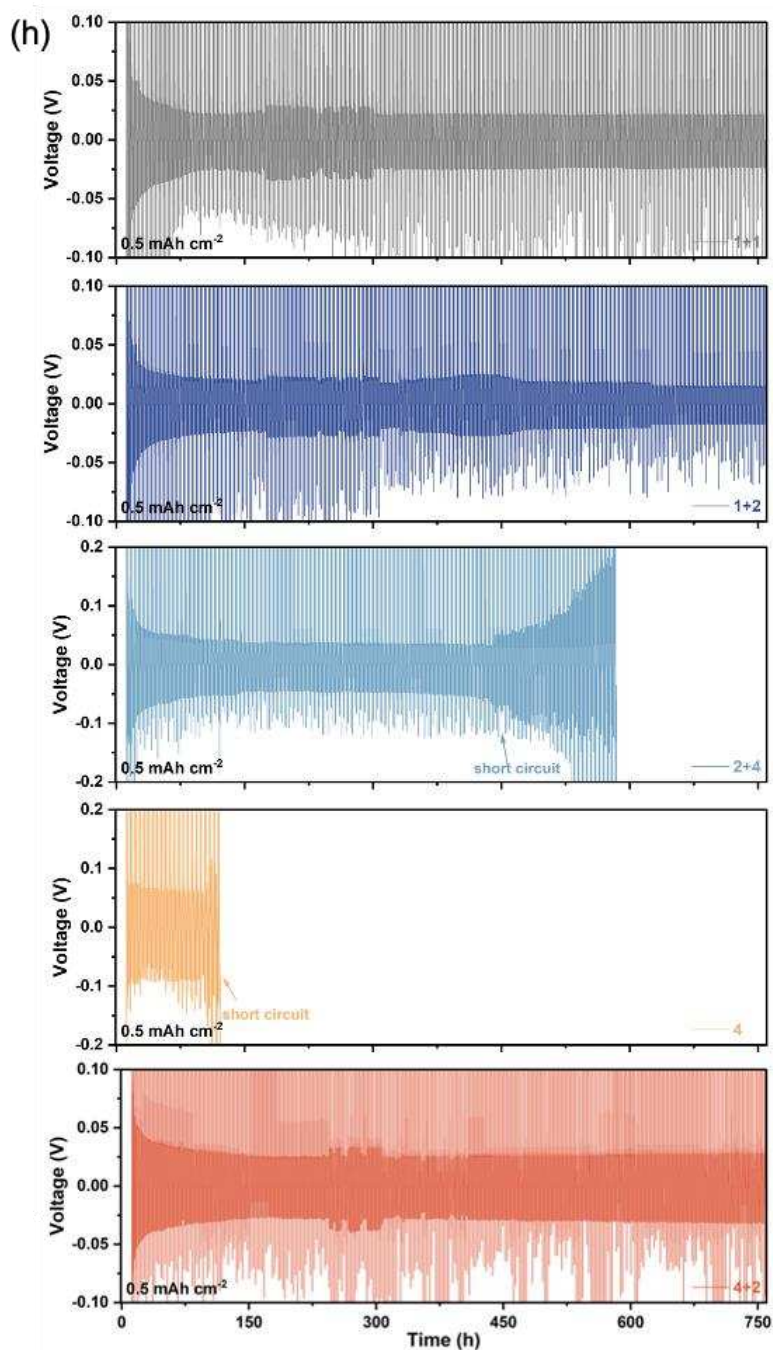 (h)
Voltage (V)
0.10
0.05
0.00
-0.05
-0.10
0.5 mAh cm-2
1+1
Voltage (V)
0.10
0.05
0.00
-0.05
-0.10
0.5 mAh cm-2
1+2
Voltage (V)
0.2
0.1
0.0
-0.1
-0.2
0.5 mAh cm-2
short circuit
2+4
Voltage (V)
0.2
0.1
0.0
-0.1
-0.2
0.5 mAh cm-2
short circuit
4
Voltage (V)
0.10
0.05
0.00
-0.05
-0.10
0.5 mAh cm-2
4+2
0 150 300 450 600 750
Time (h)